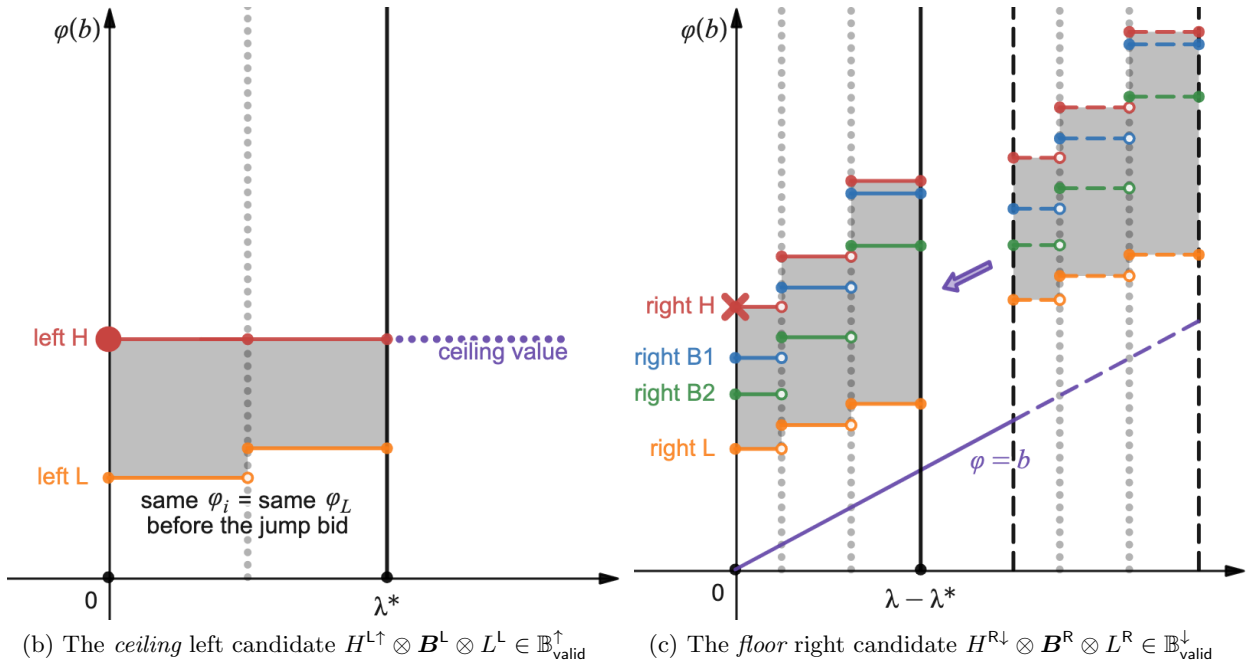 φ(b)
left H
ceiling value
left L
same φ_i = same φ_L
before the jump bid
0
λ*
(b) The ceiling left candidate H^{L↑} ⊗ B^L ⊗ L^L ∈ 𝔹^↑_valid
φ(b)
right H
right B1
right B2
right L
φ = b
0
λ − λ*
(c) The floor right candidate H^{R↓} ⊗ B^R ⊗ L^R ∈ 𝔹^↓_valid